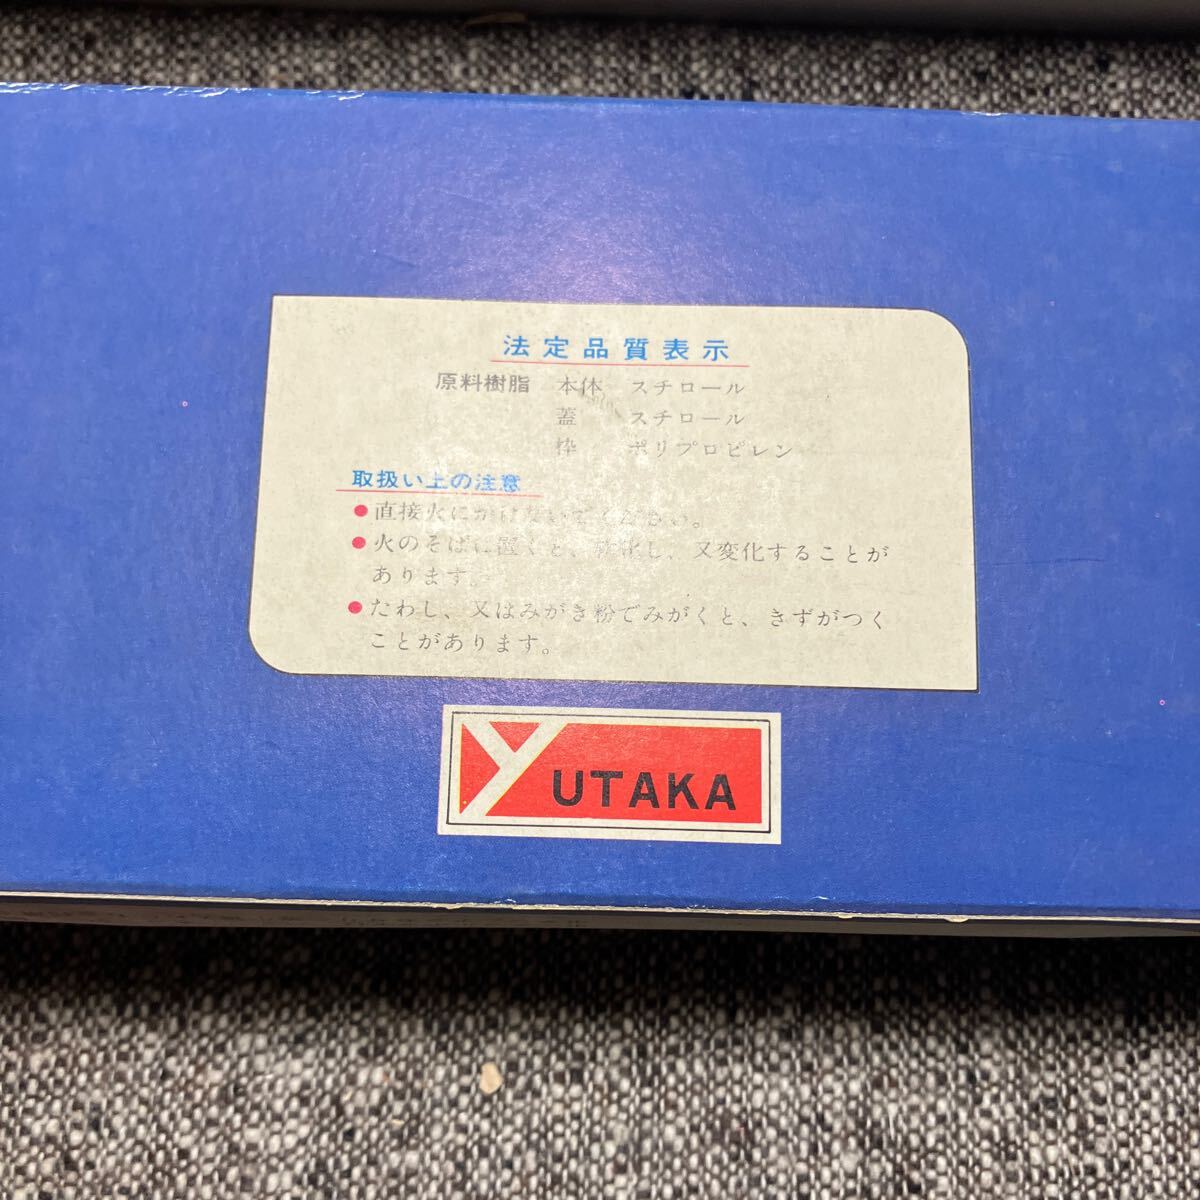 法定品質表示
原料樹脂 本体 スチロール
蓋 スチロール
枠 ポリプロピレン
取扱い上の注意
●直接火にかけないでください。
●火のそばに置くと、軟化し、又変化することが
あります。
●たわし、又はみがき粉でみがくと、きずがつく
ことがあります。
YUTAKA